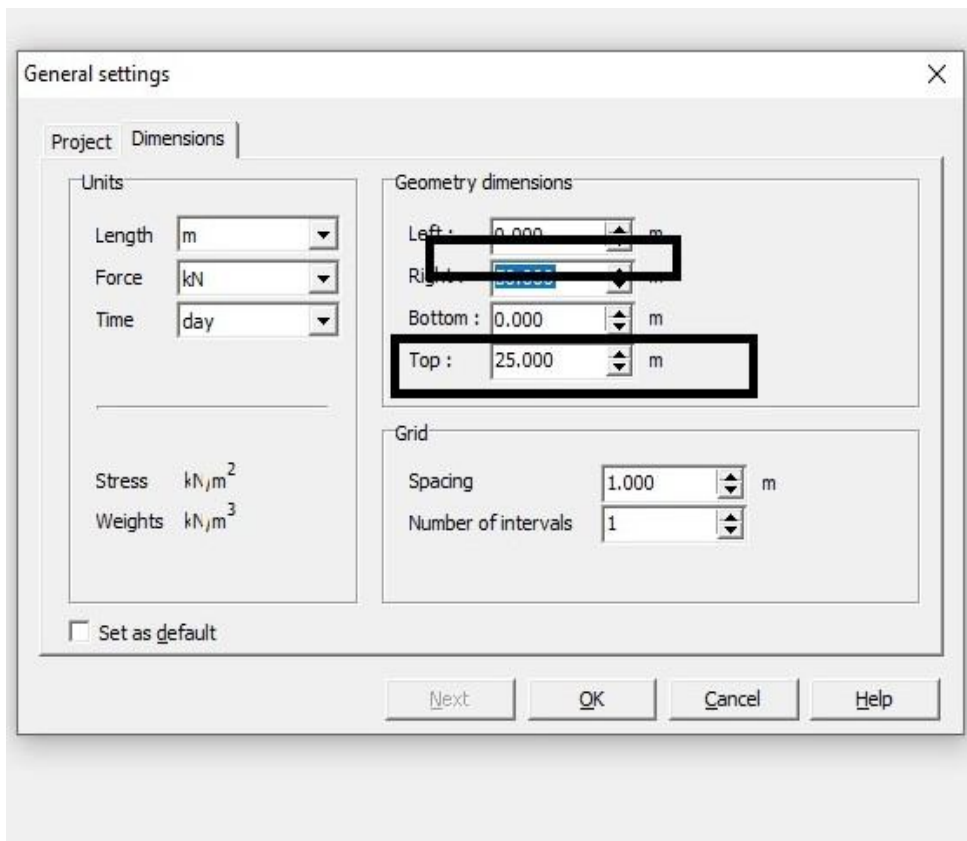 General settings
Project
Dimensions
Units
Length m
Force kN
Time day
Stress kN/m²
Weights kN/m³
Geometry dimensions
Left : 0.000 m
Right : m
Bottom : 0.000 m
Top : 25.000 m
Grid
Spacing 1.000 m
Number of intervals 1
Set as default
Next
OK
Cancel
Help